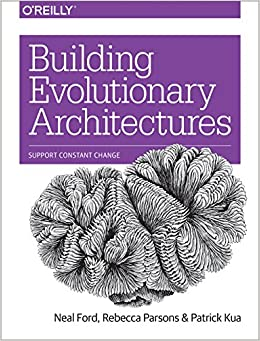 O'REILLY®
Building
Evolutionary
Architectures
SUPPORT CONSTANT CHANGE
Neal Ford, Rebecca Parsons & Patrick Kua